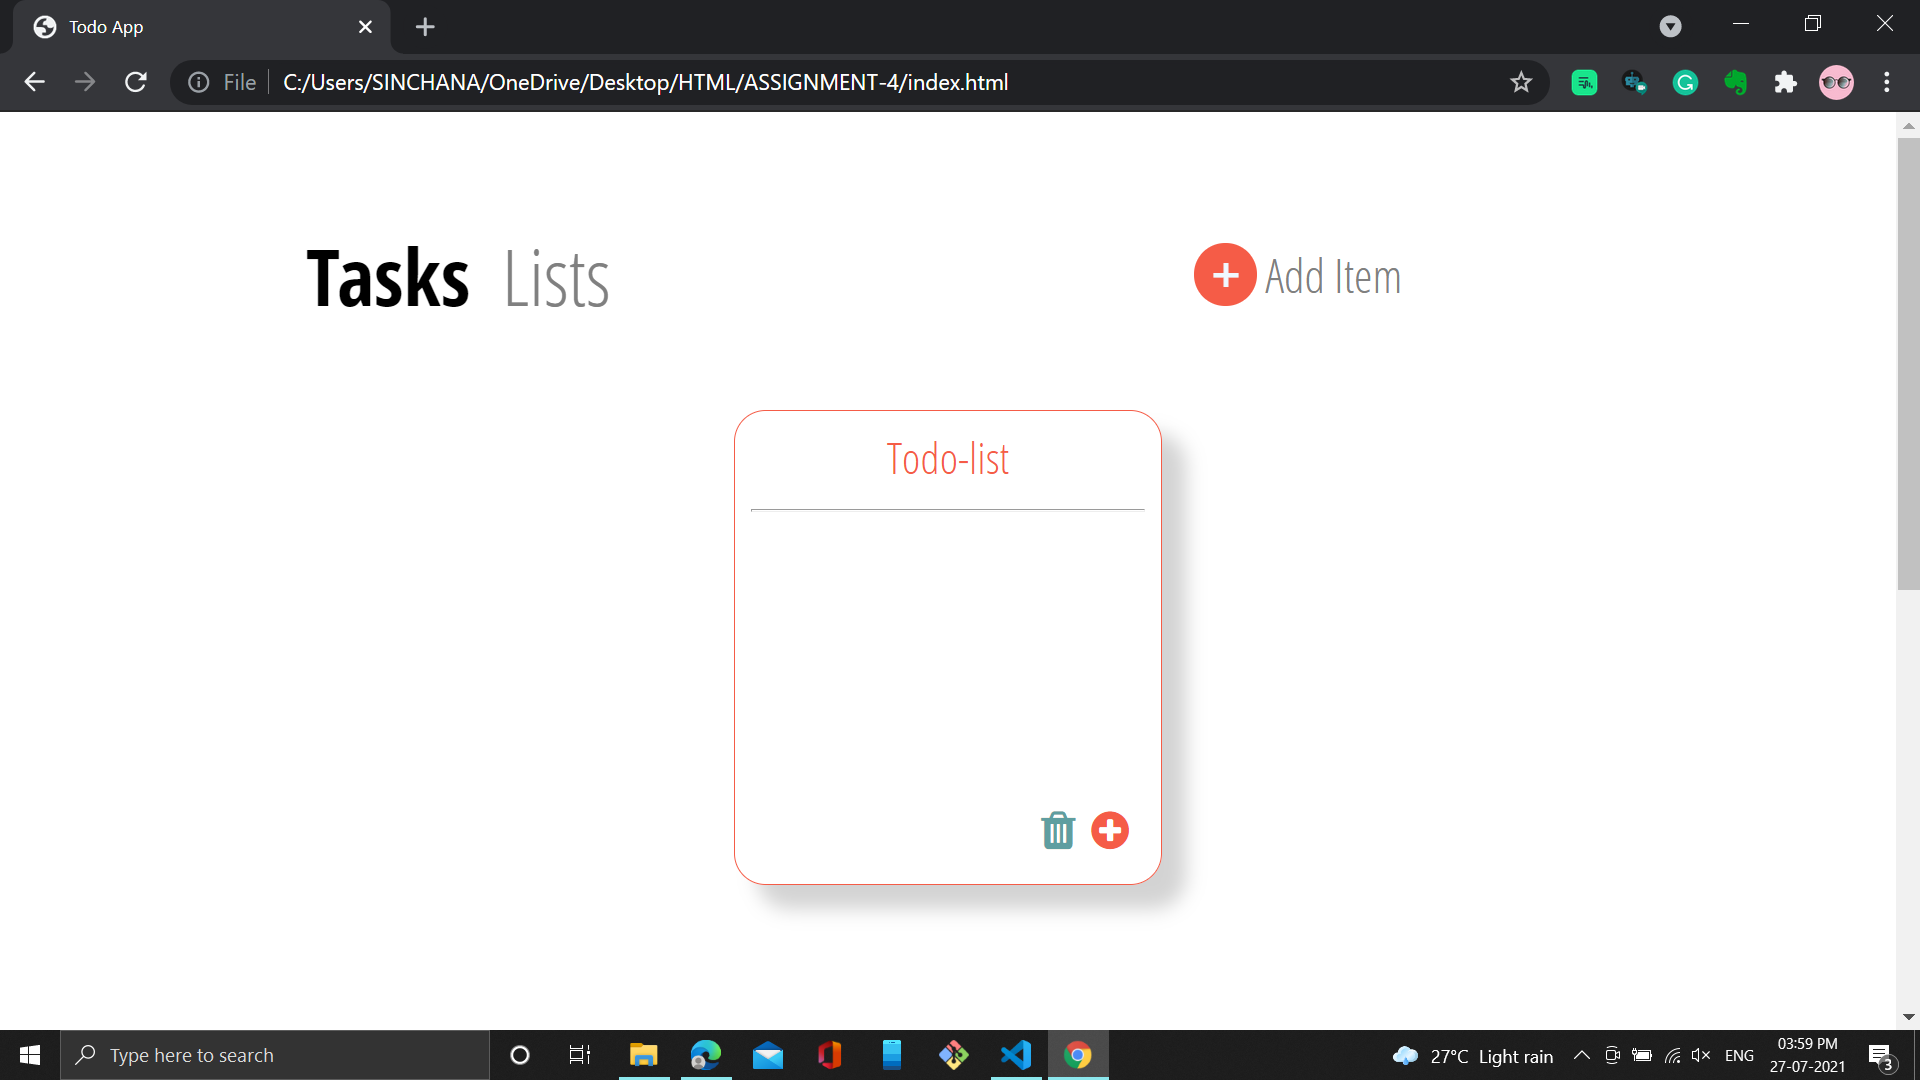 Todo App
File
C:/Users/SINCHANA/OneDrive/Desktop/HTML/ASSIGNMENT-4/index.html
Tasks Lists
Add Item
Todo-list
Type here to search
27°C Light rain
ENG
03:59 PM
27-07-2021
3